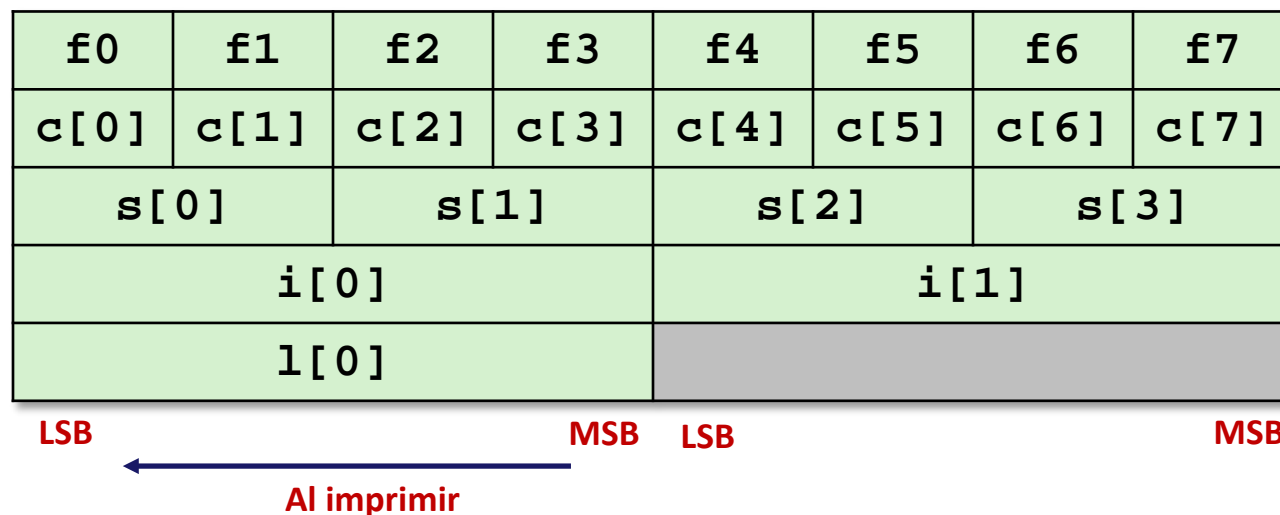 f0 f1 f2 f3 f4 f5 f6 f7
c[0] c[1] c[2] c[3] c[4] c[5] c[6] c[7]
s[0] s[1] s[2] s[3]
i[0] i[1]
l[0]
LSB MSB LSB MSB
Al imprimir